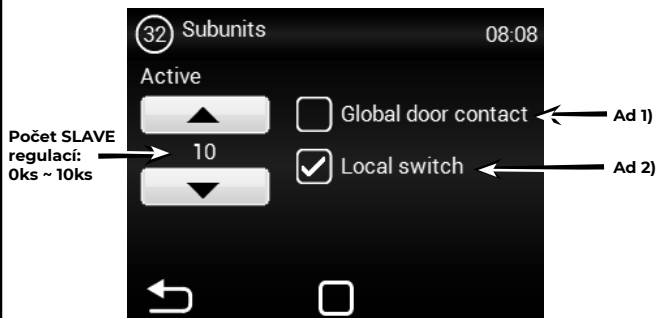 32 Subunits 08:08
Active
Global door contact
Ad 1)
Počet SLAVE
regulací:
0ks ~ 10ks
10
Local switch
Ad 2)